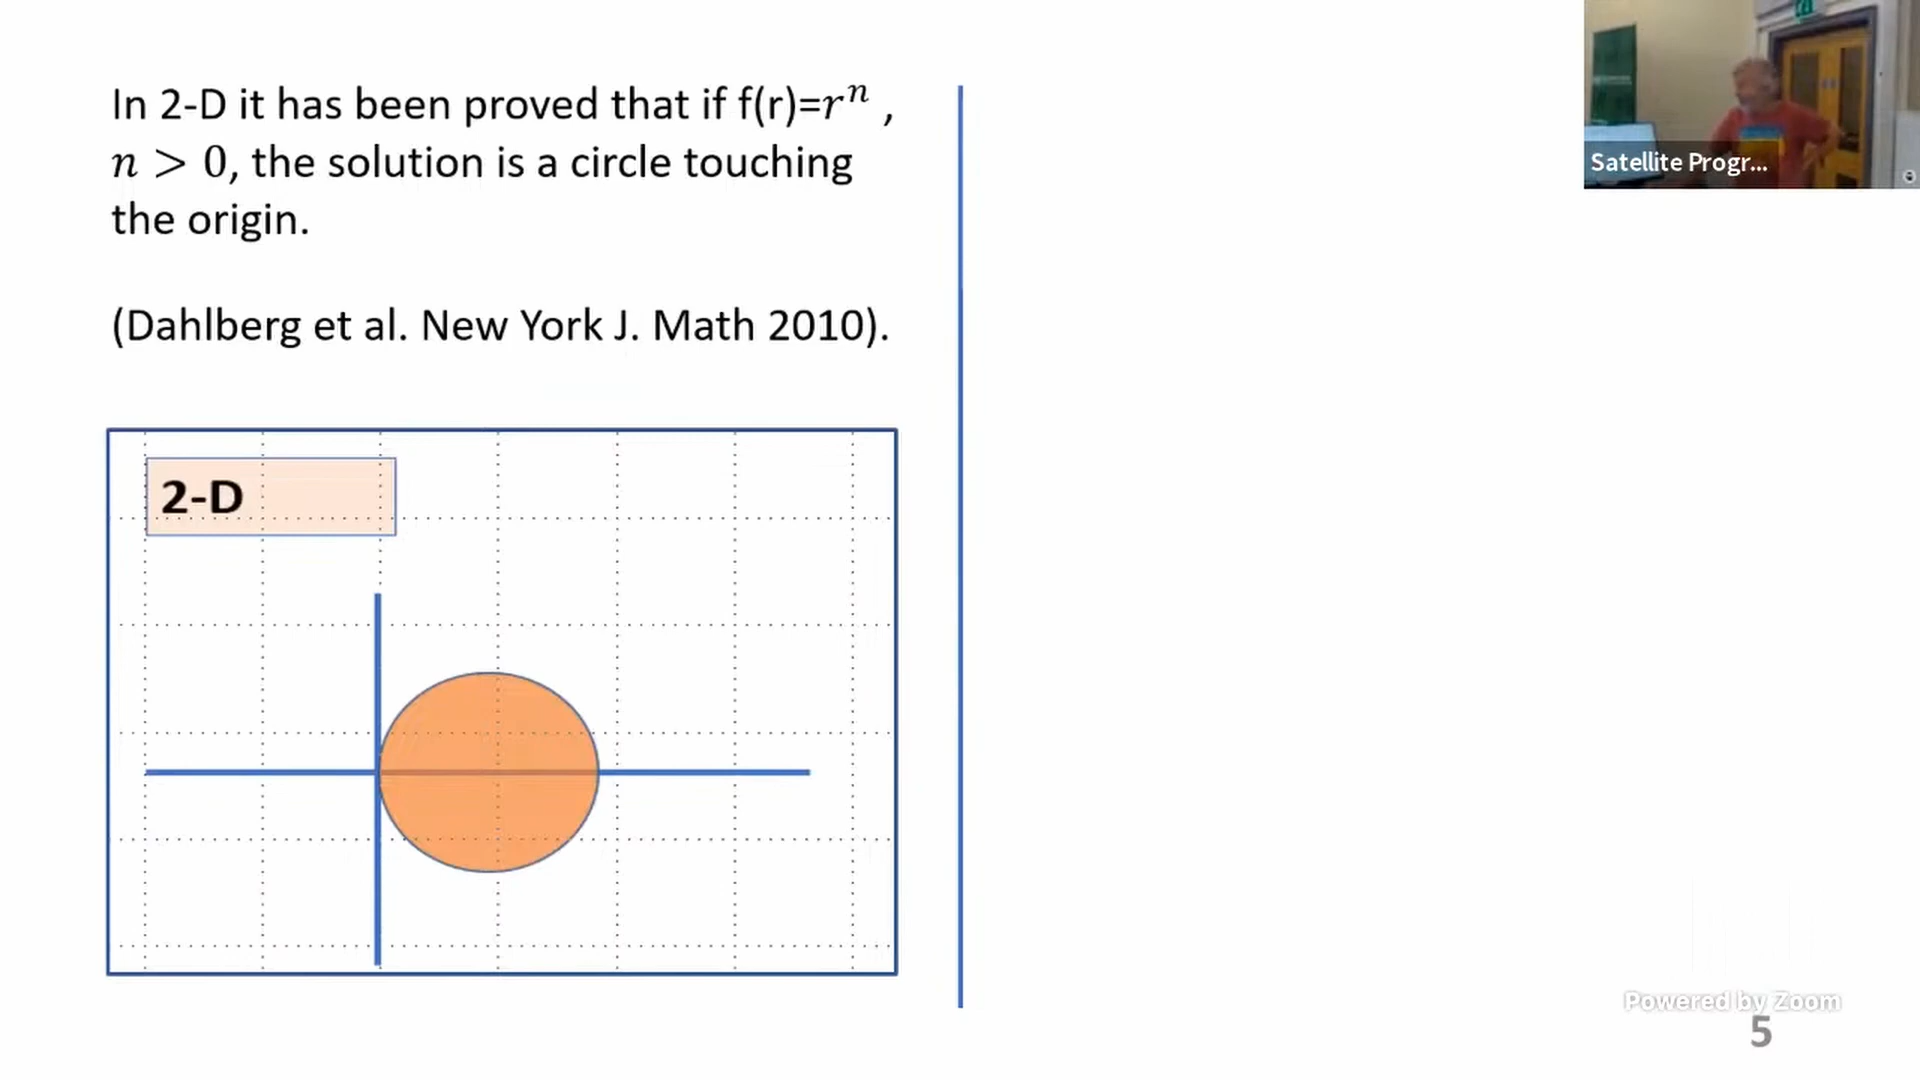 In 2-D it has been proved that if f(r)=rⁿ ,
n > 0, the solution is a circle touching
the origin.
(Dahlberg et al. New York J. Math 2010).
2-D
Satellite Progr...
Powered by Zoom
5